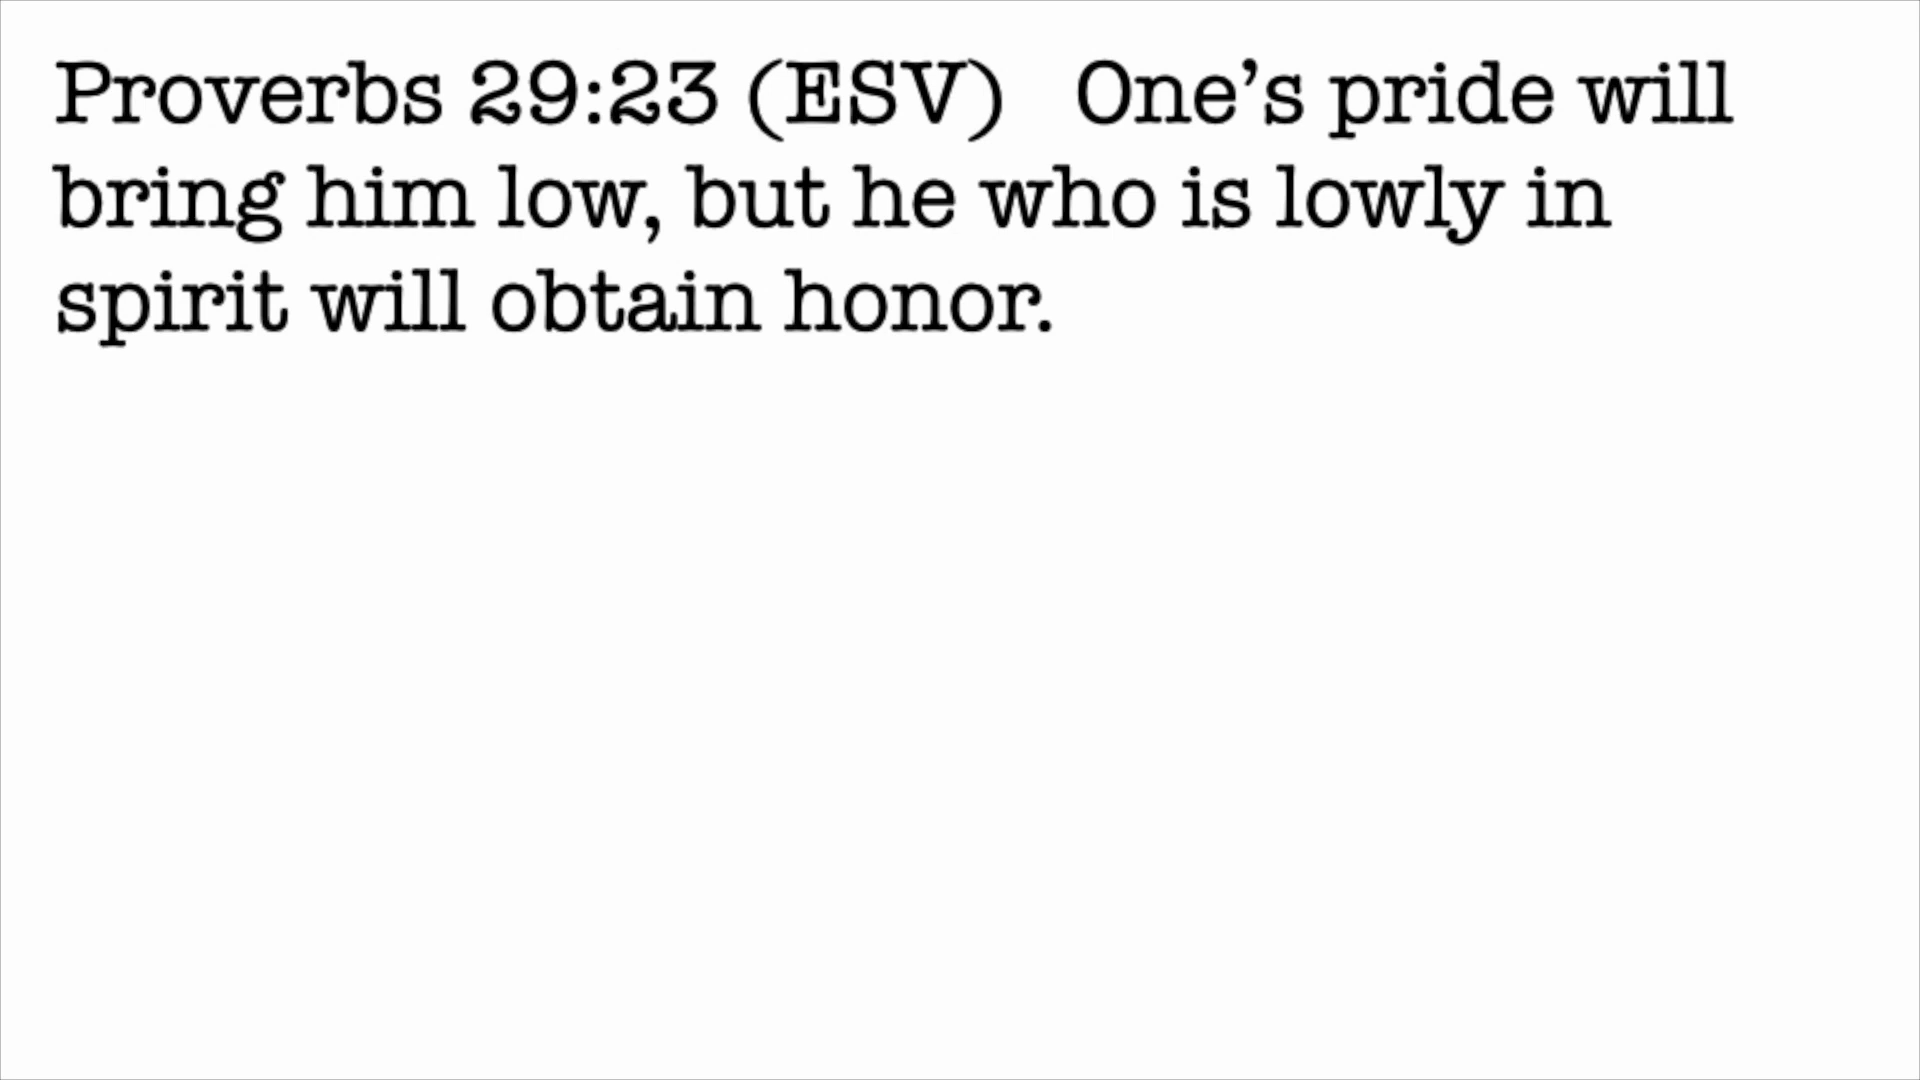 Proverbs 29:23 (ESV)   One’s pride will
bring him low, but he who is lowly in
spirit will obtain honor.